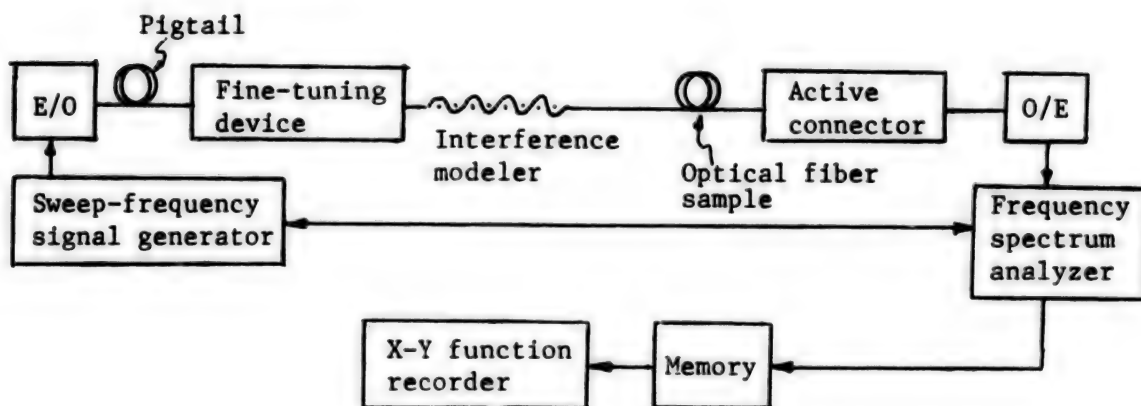 Pigtail
E/O
Fine-tuning
device
Interference
modeler
Optical fiber
sample
Active
connector
O/E
Sweep-frequency
signal generator
Frequency
spectrum
analyzer
X-Y function
recorder
Memory